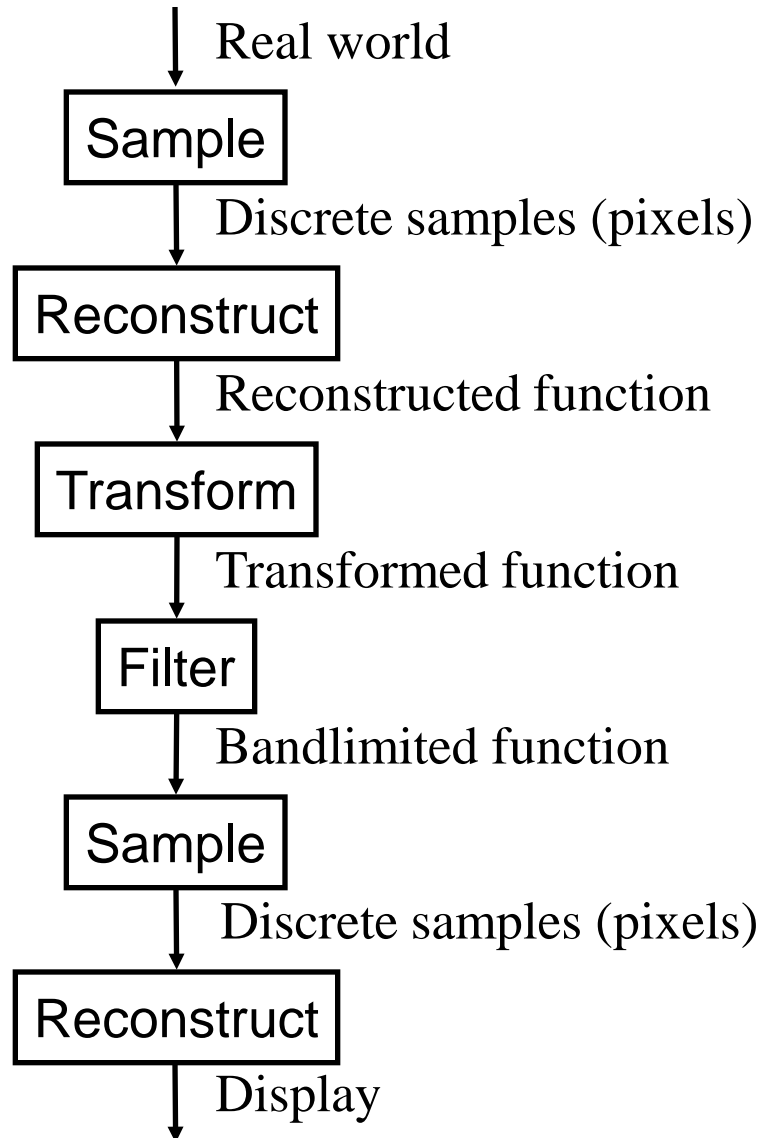 Real world
Sample
Discrete samples (pixels)
Reconstruct
Reconstructed function
Transform
Transformed function
Filter
Bandlimited function
Sample
Discrete samples (pixels)
Reconstruct
Display